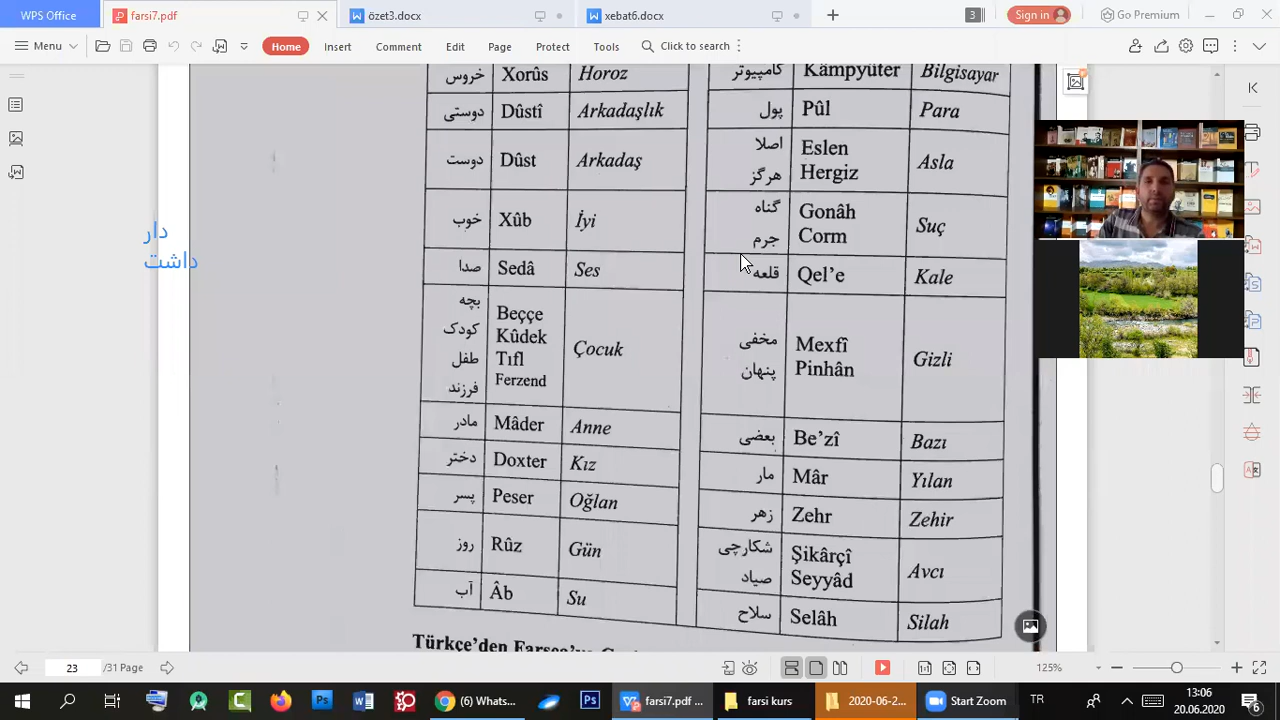 WPS Office
farsi7.pdf
özet3.docx
xebat6.docx
3
Sign in
Go Premium
Menu
Home
Insert
Comment
Edit
Page
Protect
Tools
Click to search
خروس Xorûs Horoz
کامپیوتر Kâmpyûter Bilgisayar
دوستی Dûstî Arkadaşlık
پول Pûl Para
دوست Dûst Arkadaş
اصلا Eslen
هرگز Hergiz
Asla
خوب Xûb İyi
گناه Gonâh
جرم Corm
Suç
صدا Sedâ Ses
قلعه Qel'e Kale
بچه Beççe
کودک Kûdek
طفل Tıfl
فرزند Ferzend
Çocuk
مخفی Mexfî
پنهان Pinhân
Gizli
مادر Mâder Anne
بعضی Be'zî Bazı
دختر Doxter Kız
مار Mâr Yılan
پسر Peser Oğlan
زهر Zehr Zehir
روز Rûz Gün
شکارچی Şikârçî
صیاد Seyyâd
Avcı
آب Âb Su
سلاح Selâh Silah
دار
داشت
Türkçe'den Farsça'ya
23
/31 Page
125%
Whats...
farsi7.pdf ...
farsi kurs
2020-06-2...
Start Zoom
TR
13:06
20.06.2020
6